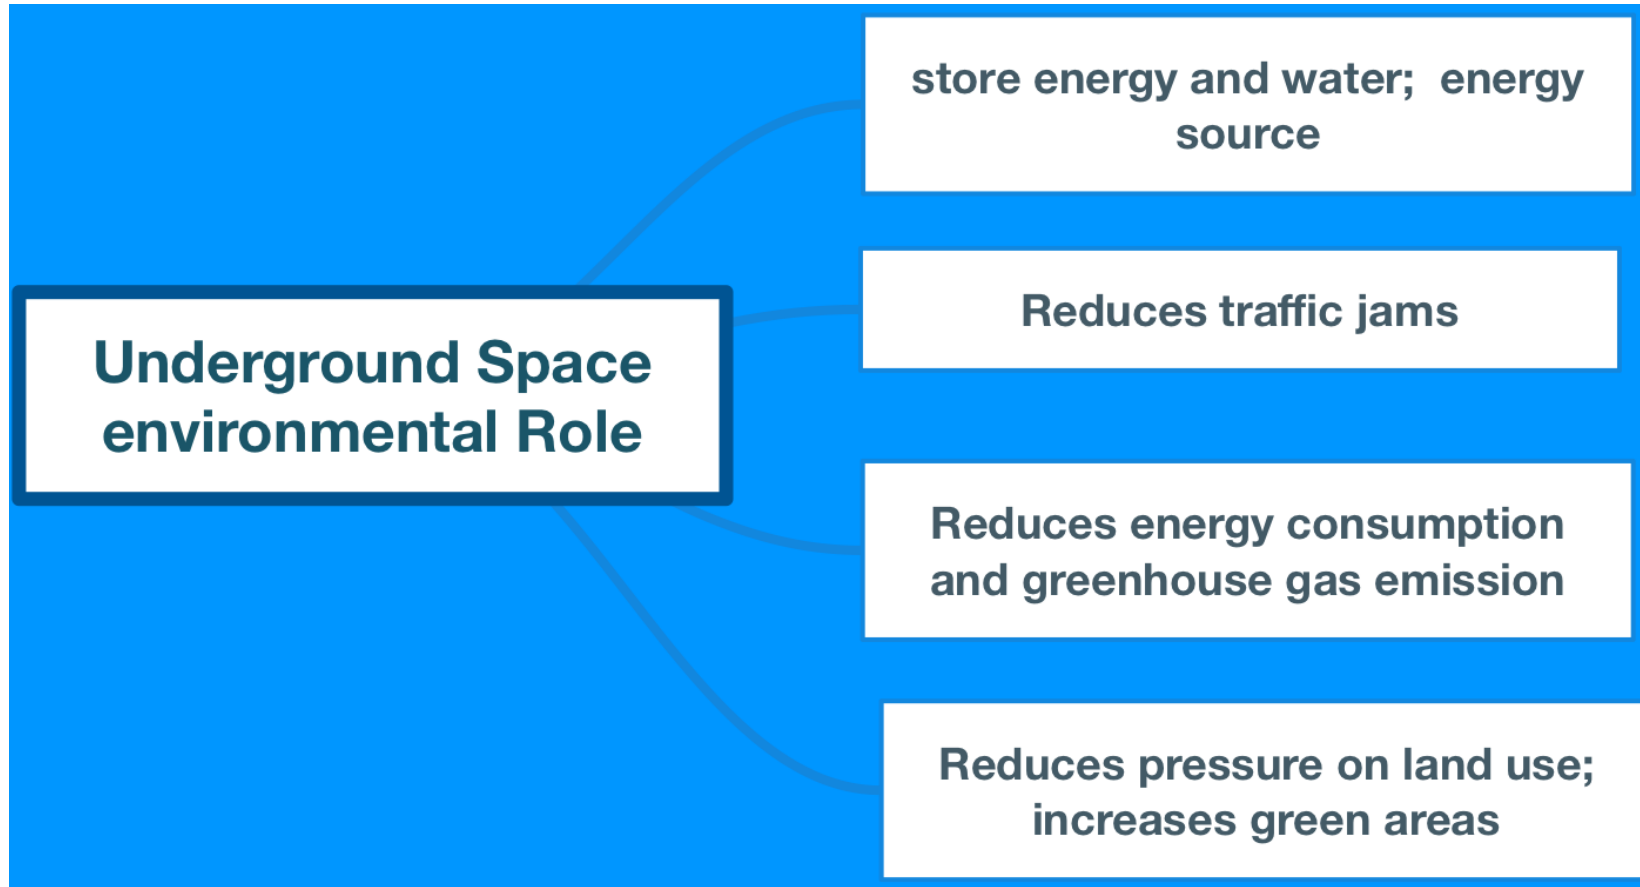 store energy and water;  energy
source
Reduces traffic jams
Underground Space
environmental Role
Reduces energy consumption
and greenhouse gas emission
Reduces pressure on land use;
increases green areas